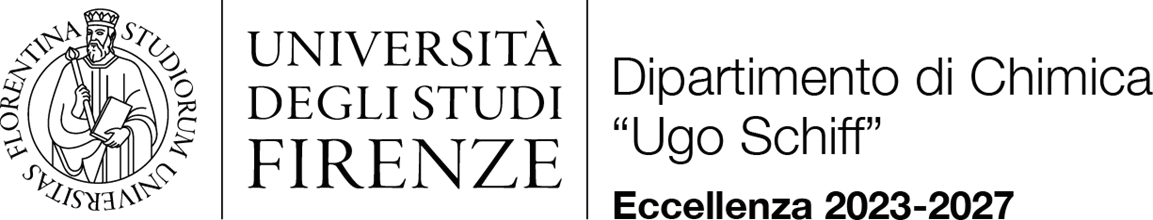 FLORENTINA STUDIORUM UNIVERSITAS
UNIVERSITÀ
DEGLI STUDI
FIRENZE
Dipartimento di Chimica
“Ugo Schiff”
Eccellenza 2023-2027